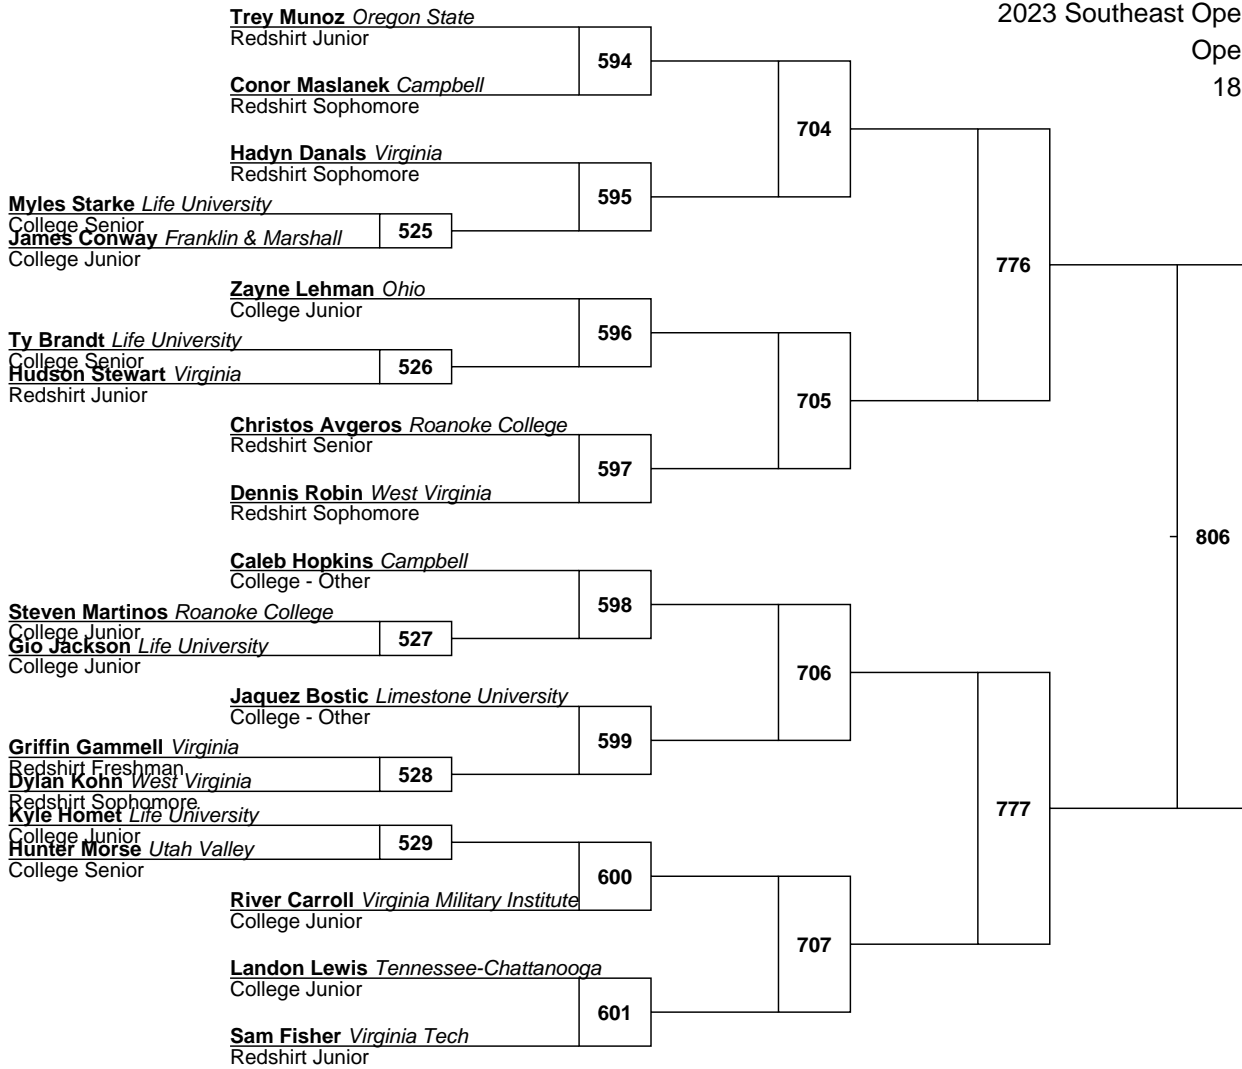 2023 Southeast Ope
Ope
18
Trey Munoz Oregon State
Redshirt Junior
594
Conor Maslanek Campbell
Redshirt Sophomore
704
Hadyn Danals Virginia
Redshirt Sophomore
595
Myles Starke Life University
College Senior
525
James Conway Franklin & Marshall
College Junior
776
Zayne Lehman Ohio
College Junior
596
Ty Brandt Life University
College Senior
526
Hudson Stewart Virginia
Redshirt Junior
705
Christos Avgeros Roanoke College
Redshirt Senior
597
Dennis Robin West Virginia
Redshirt Sophomore
806
Caleb Hopkins Campbell
College - Other
598
Steven Martinos Roanoke College
College Junior
527
Gio Jackson Life University
College Junior
706
Jaquez Bostic Limestone University
College - Other
599
Griffin Gammell Virginia
Redshirt Freshman
528
Dylan Kohn West Virginia
Redshirt Sophomore
777
Kyle Homet Life University
College Junior
529
Hunter Morse Utah Valley
College Senior
600
River Carroll Virginia Military Institute
College Junior
707
Landon Lewis Tennessee-Chattanooga
College Junior
601
Sam Fisher Virginia Tech
Redshirt Junior